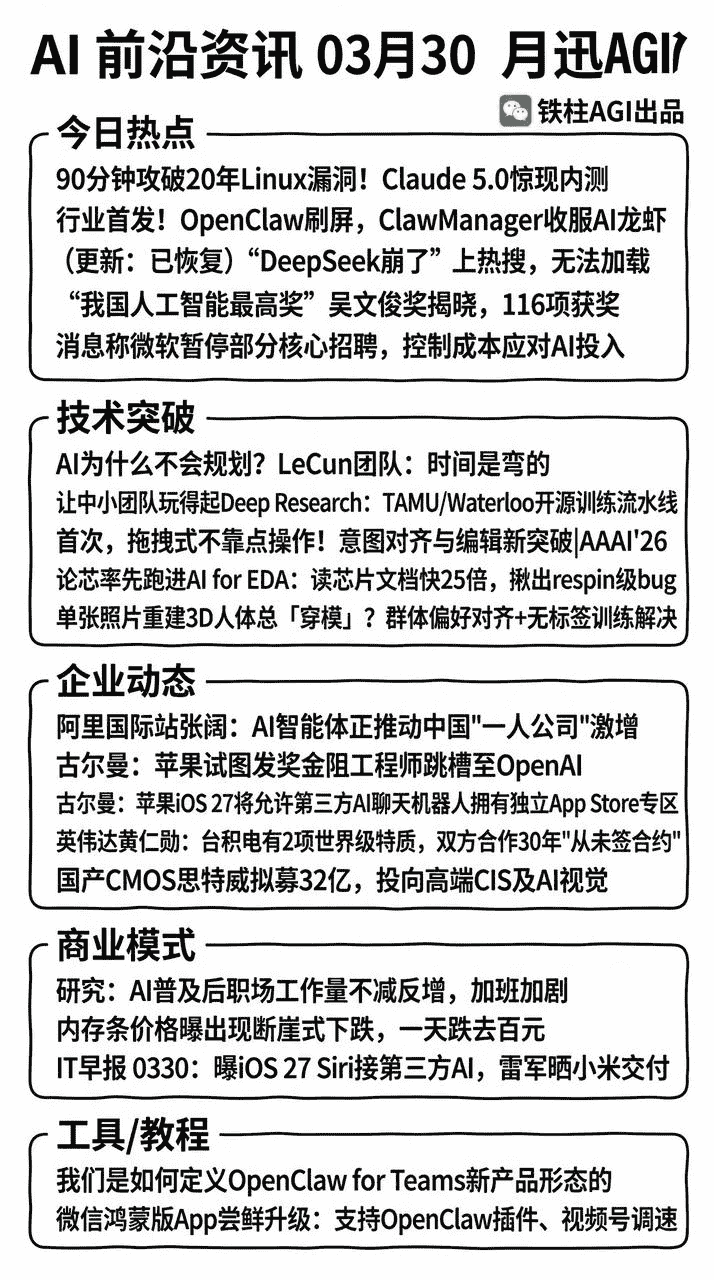 AI 前沿资讯 03月30 月迅AGI
铁柱AGI出品
今日热点
90分钟攻破20年Linux漏洞！Claude 5.0惊现内测
行业首发！OpenClaw刷屏，ClawManager收服AI龙虾
（更新：已恢复）“DeepSeek崩了”上热搜，无法加载
“我国人工智能最高奖”吴文俊奖揭晓，116项获奖
消息称微软暂停部分核心招聘，控制成本应对AI投入
技术突破
AI为什么不会规划？LeCun团队：时间是弯的
让中小团队玩得起Deep Research：TAMU/Waterloo开源训练流水线
首次，拖拽式不靠点操作！意图对齐与编辑新突破|AAAI'26
论芯率先跑进AI for EDA：读芯片文档快25倍，揪出respin级bug
单张照片重建3D人体总「穿模」？群体偏好对齐+无标签训练解决
企业动态
阿里国际站张阔：AI智能体正推动中国"一人公司"激增
古尔曼：苹果试图发奖金阻工程师跳槽至OpenAI
古尔曼：苹果iOS 27将允许第三方AI聊天机器人拥有独立App Store专区
英伟达黄仁勋：台积电有2项世界级特质，双方合作30年"从未签合约"
国产CMOS思特威拟募32亿，投向高端CIS及AI视觉
商业模式
研究：AI普及后职场工作量不减反增，加班加剧
内存条价格曝出现断崖式下跌，一天跌去百元
IT早报 0330：曝iOS 27 Siri接第三方AI，雷军晒小米交付
工具/教程
我们是如何定义OpenClaw for Teams新产品形态的
微信鸿蒙版App尝鲜升级：支持OpenClaw插件、视频号调速